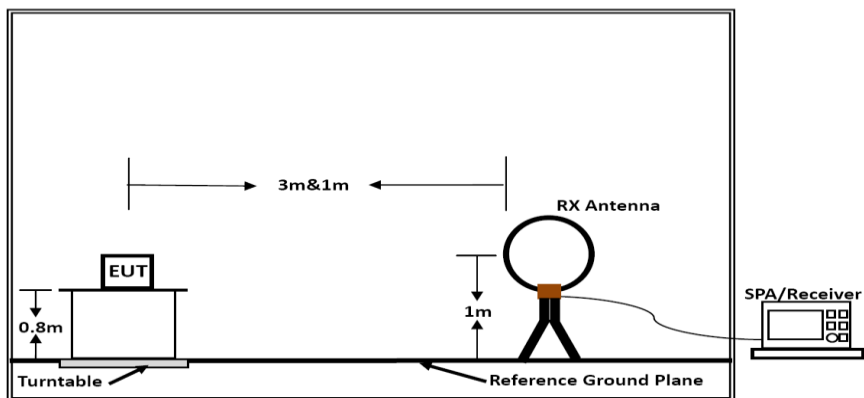 3m&1m
RX Antenna
EUT
SPA/Receiver
0.8m
1m
Turntable
Reference Ground Plane